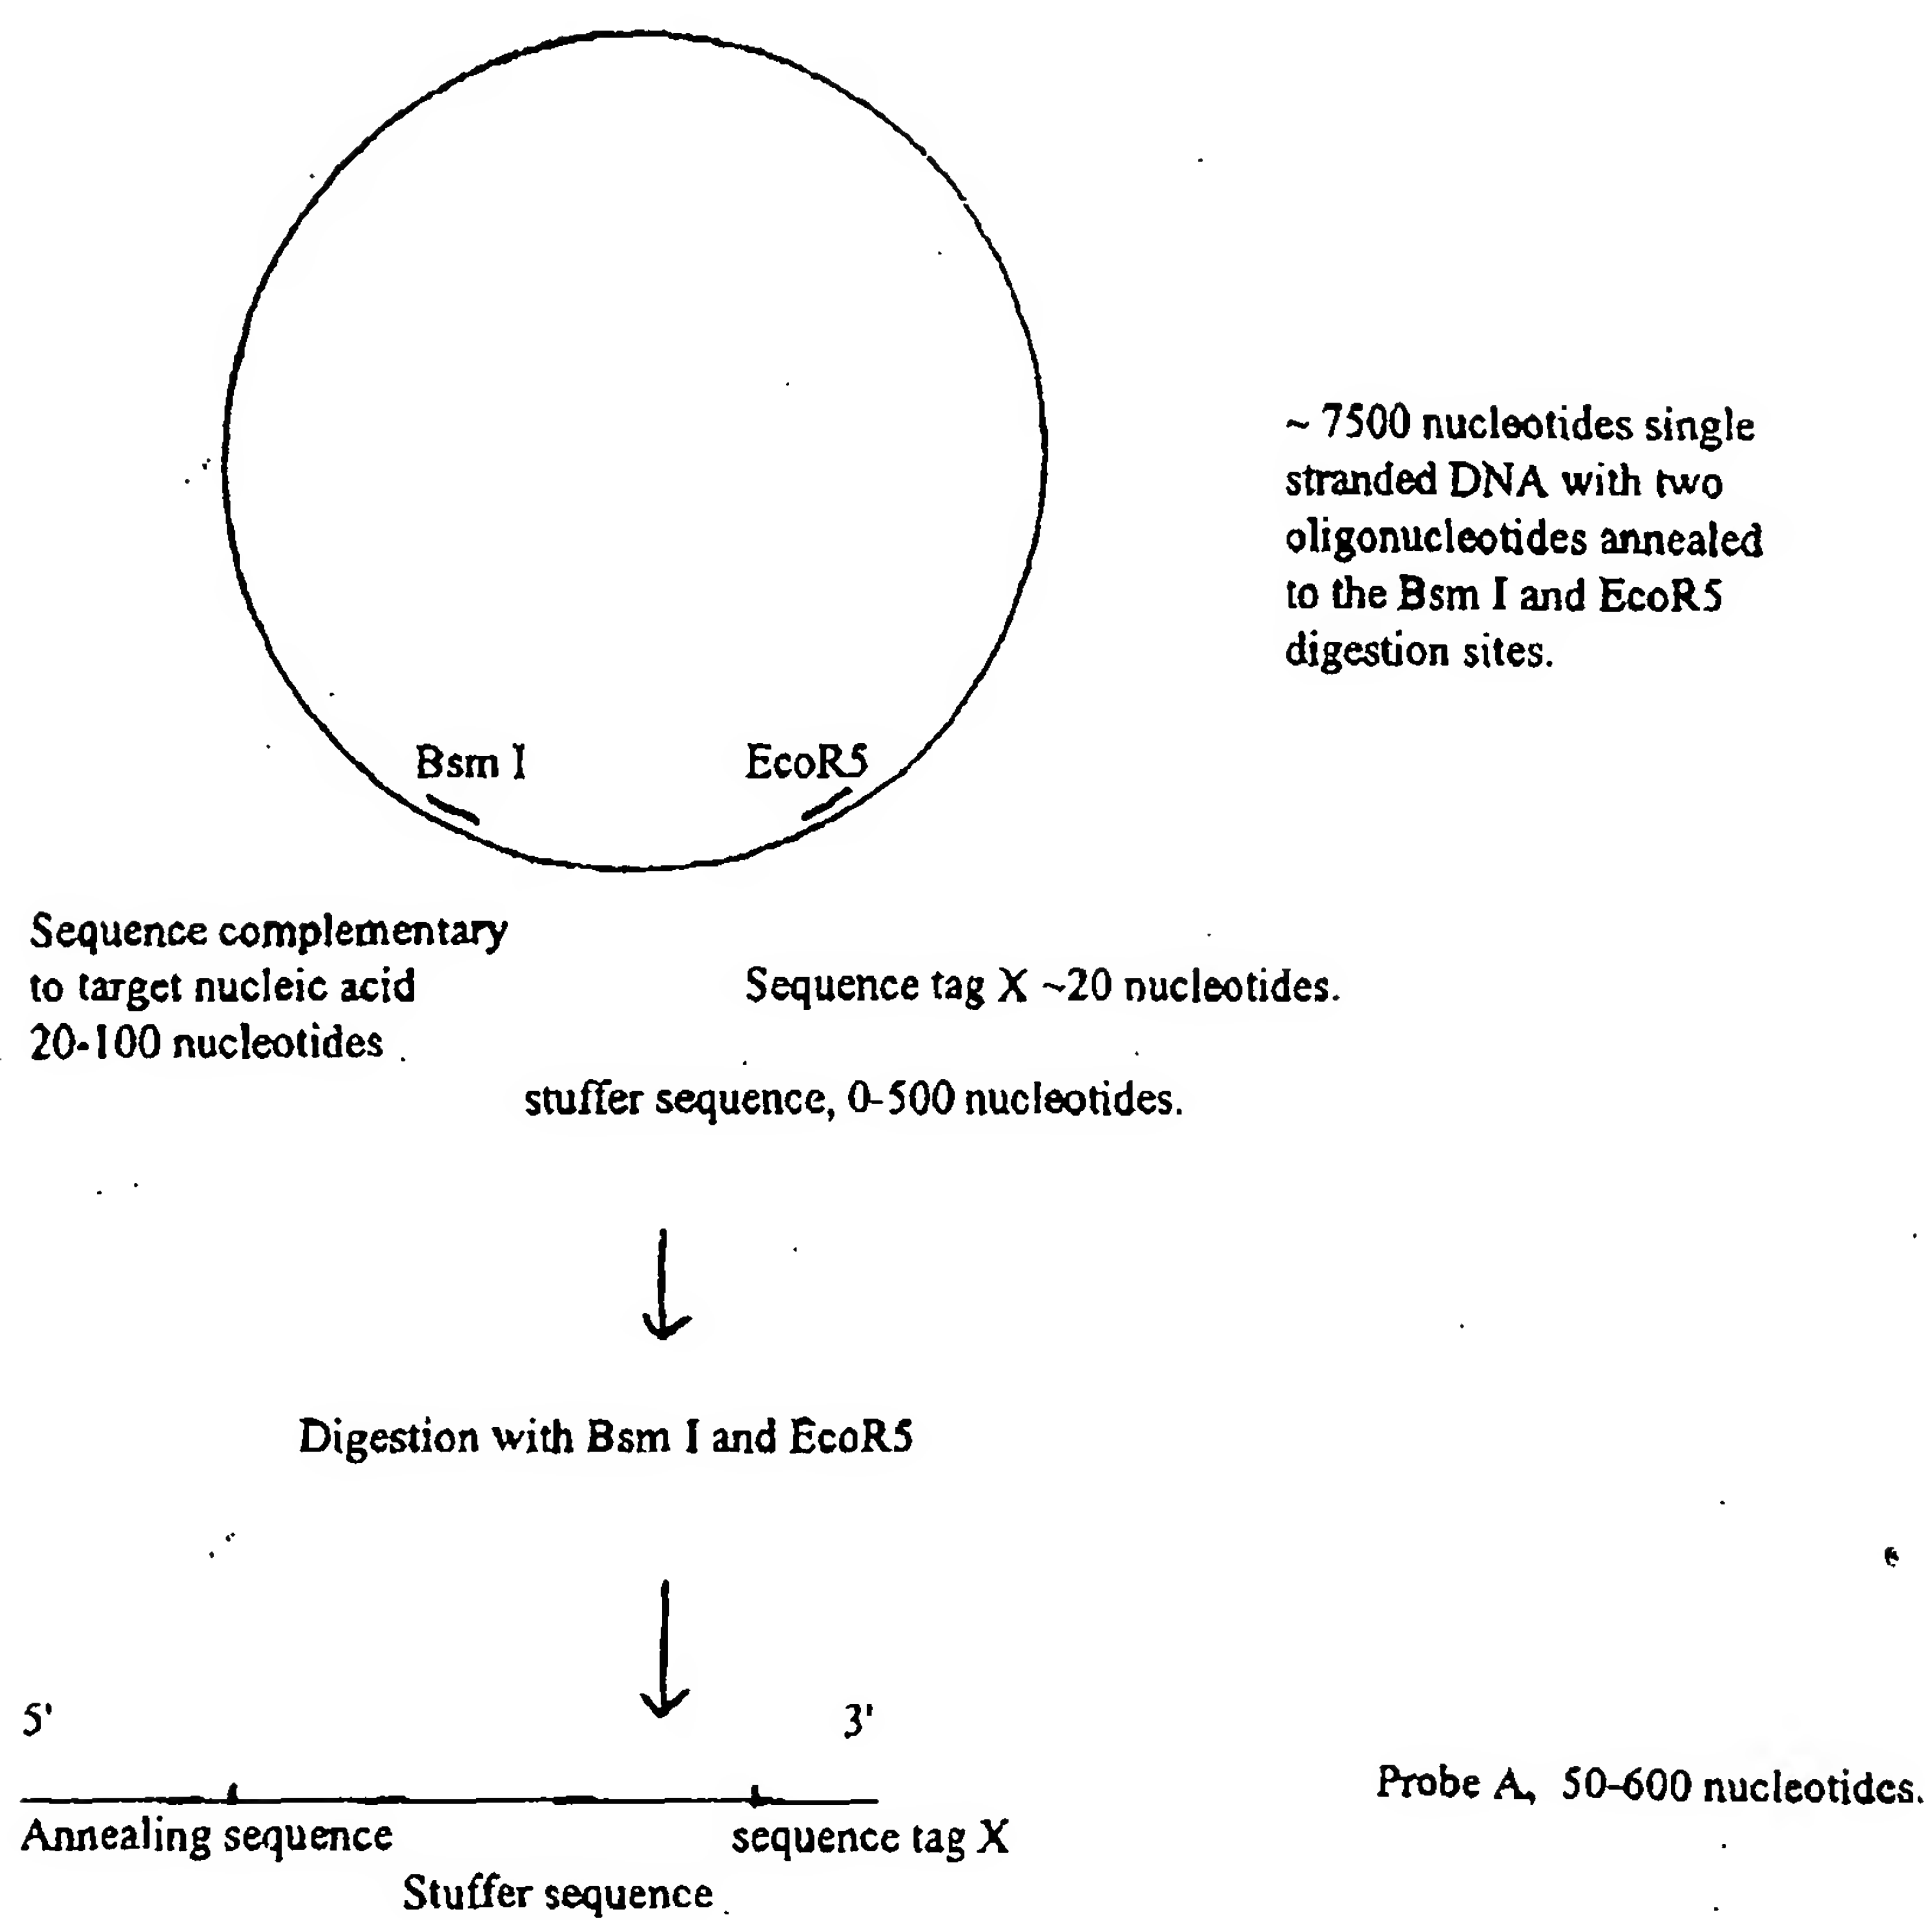 ~ 7500 nucleotides single
stranded DNA with two
oligonucleotides annealed
to the Bsm I and EcoR5
digestion sites.
Bsm I
EcoR5
Sequence complementary
to target nucleic acid
20-100 nucleotides
Sequence tag X ~20 nucleotides.
stuffer sequence, 0-500 nucleotides.
Digestion with Bsm I and EcoR5
5'
3'
Probe A, 50-600 nucleotides.
Annealing sequence
sequence tag X
Stuffer sequence